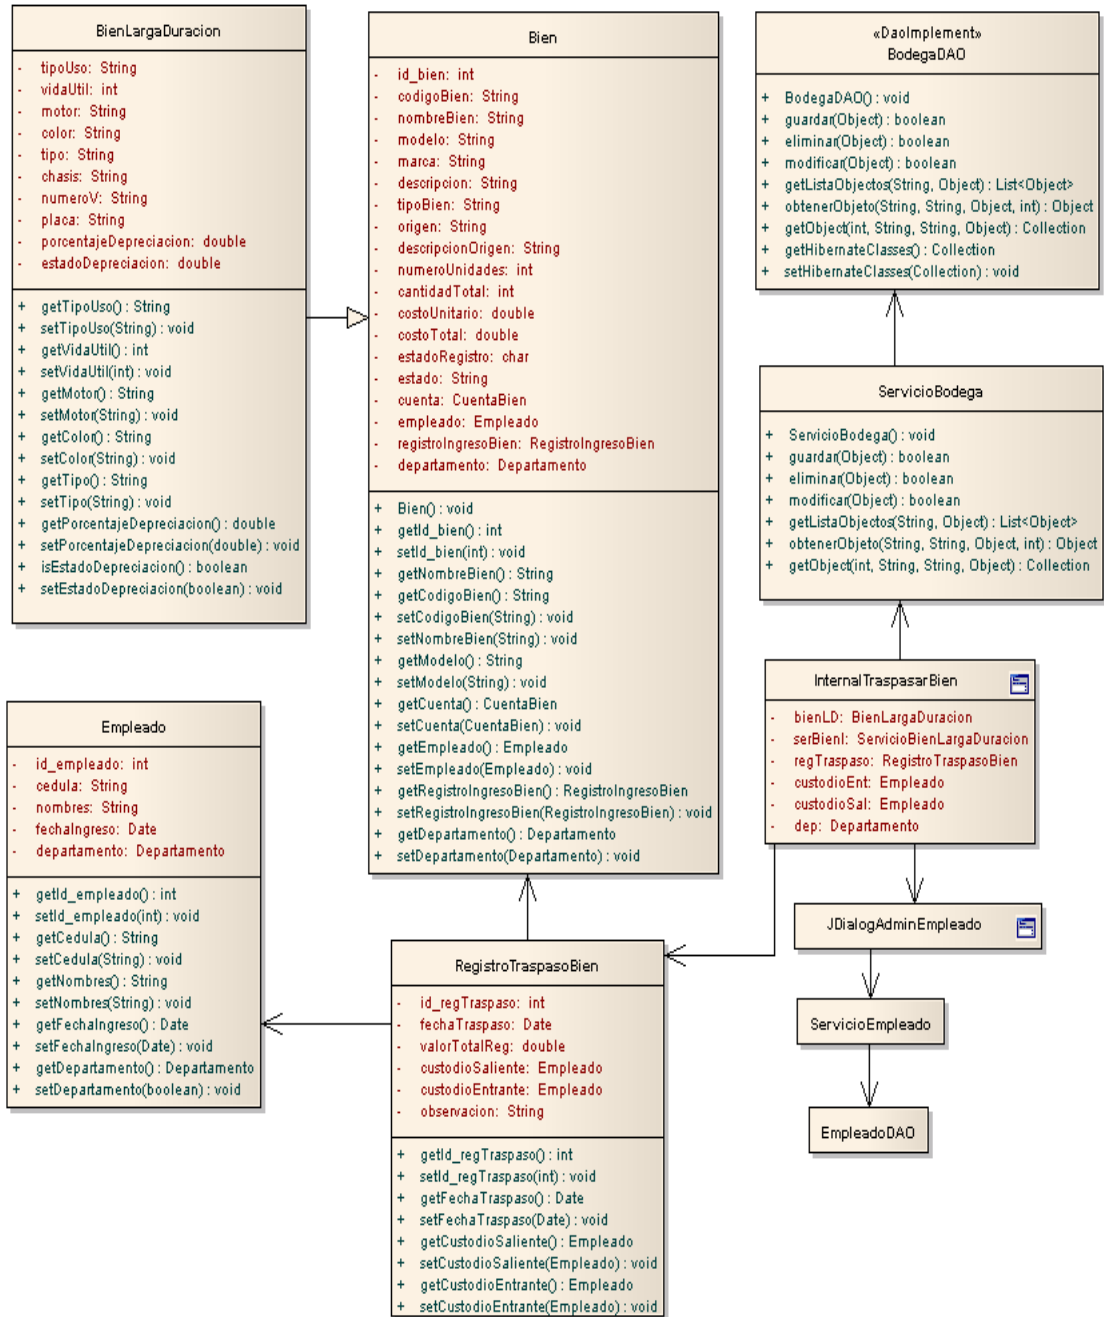 BienLargaDuracion
- tipoUso: String
- vidaUtil: int
- motor: String
- color: String
- tipo: String
- chasis: String
- numeroV: String
- placa: String
- porcentajeDepreciacion: double
- estadoDepreciacion: double
+ getTipoUso() : String
+ setTipoUso(String) : void
+ getVidaUtil() : int
+ setVidaUtil(int) : void
+ getMotor() : String
+ setMotor(String) : void
+ getColor() : String
+ setColor(String) : void
+ getTipo() : String
+ setTipo(String) : void
+ getPorcentajeDepreciacion() : double
+ setPorcentajeDepreciacion(double) : void
+ isEstadoDepreciacion() : boolean
+ setEstadoDepreciacion(boolean) : void
Bien
- id_bien: int
- codigoBien: String
- nombreBien: String
- modelo: String
- marca: String
- descripcion: String
- tipoBien: String
- origen: String
- descripcionOrigen: String
- numeroUnidades: int
- cantidadTotal: int
- costoUnitario: double
- costoTotal: double
- estadoRegistro: char
- estado: String
- cuenta: CuentaBien
- empleado: Empleado
- registroIngresoBien: RegistroIngresoBien
- departamento: Departamento
+ Bien() : void
+ getId_bien() : int
+ setId_bien(int) : void
+ getNombreBien() : String
+ getCodigoBien() : String
+ setCodigoBien(String) : void
+ setNombreBien(String) : void
+ getModelo() : String
+ setModelo(String) : void
+ getCuenta() : CuentaBien
+ setCuenta(CuentaBien) : void
+ getEmpleado() : Empleado
+ setEmpleado(Empleado) : void
+ getRegistroIngresoBien() : RegistroIngresoBien
+ setRegistroIngresoBien(RegistroIngresoBien) : void
+ getDepartamento() : Departamento
+ setDepartamento(Departamento) : void
«DaoImplement»
BodegaDAO
+ BodegaDAO() : void
+ guardar(Object) : boolean
+ eliminar(Object) : boolean
+ modificar(Object) : boolean
+ getListaObjectos(String, Object) : List<Object>
+ obtenerObjeto(String, String, Object, int) : Object
+ getObject(int, String, String, Object) : Collection
+ getHibernateClasses() : Collection
+ setHibernateClasses(Collection) : void
ServicioBodega
+ ServicioBodega() : void
+ guardar(Object) : boolean
+ eliminar(Object) : boolean
+ modificar(Object) : boolean
+ getListaObjectos(String, Object) : List<Object>
+ obtenerObjeto(String, String, Object, int) : Object
+ getObject(int, String, String, Object) : Collection
InternalTraspasarBien
- bienLD: BienLargaDuracion
- serBienl: ServicioBienLargaDuracion
- regTraspaso: RegistroTraspasoBien
- custodioEnt: Empleado
- custodioSal: Empleado
- dep: Departamento
JDialogAdminEmpleado
ServicioEmpleado
EmpleadoDAO
Empleado
- id_empleado: int
- cedula: String
- nombres: String
- fechaIngreso: Date
- departamento: Departamento
+ getId_empleado() : int
+ setId_empleado(int) : void
+ getCedula() : String
+ setCedula(String) : void
+ getNombres() : String
+ setNombres(String) : void
+ getFechaIngreso() : Date
+ setFechaIngreso(Date) : void
+ getDepartamento() : Departamento
+ setDepartamento(boolean) : void
RegistroTraspasoBien
- id_regTraspaso: int
- fechaTraspaso: Date
- valorTotalReg: double
- custodioSaliente: Empleado
- custodioEntrante: Empleado
- observacion: String
+ getId_regTraspaso() : int
+ setId_regTraspaso(int) : void
+ getFechaTraspaso() : Date
+ setFechaTraspaso(Date) : void
+ getCustodioSaliente() : Empleado
+ setCustodioSaliente(Empleado) : void
+ getCustodioEntrante() : Empleado
+ setCustodioEntrante(Empleado) : void